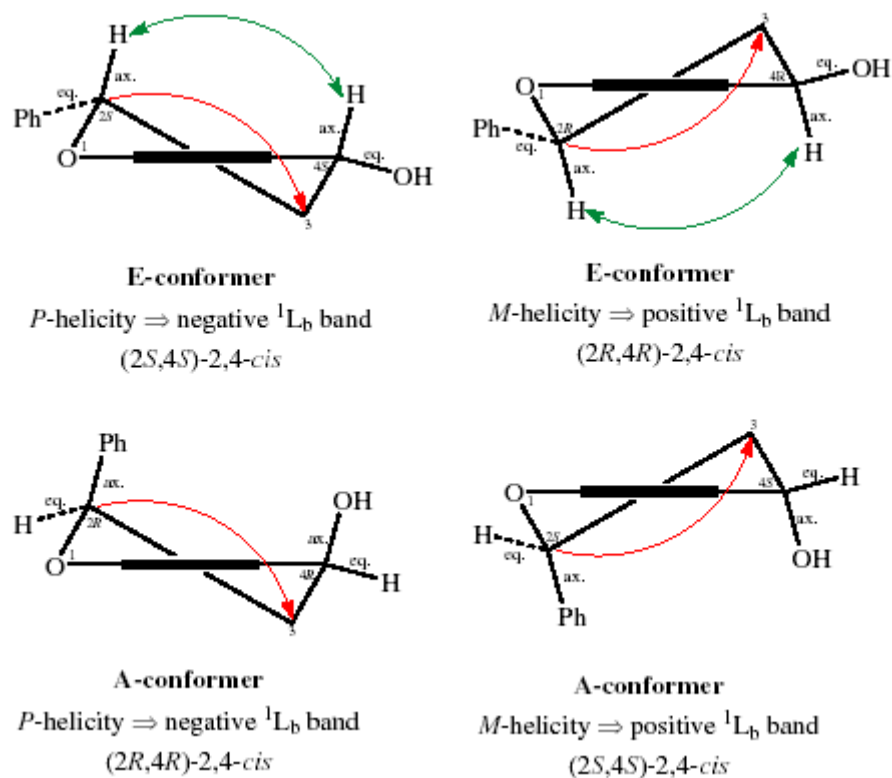 H
ax.
H
eq.
Ph
2S
ax.
O
1
4S
eq.
OH
3
E-conformer
P-helicity ⇒ negative ¹Lb band
(2S,4S)-2,4-cis
3
eq.
OH
4R
O
1
Ph
2R
eq.
ax.
ax.
H
H
E-conformer
M-helicity ⇒ positive ¹Lb band
(2R,4R)-2,4-cis
Ph
ax.
OH
eq.
H
2R
ax.
O
1
4R
eq.
H
3
A-conformer
P-helicity ⇒ negative ¹Lb band
(2R,4R)-2,4-cis
3
eq.
H
4S
O
1
H
2S
eq.
ax.
ax.
OH
Ph
A-conformer
M-helicity ⇒ positive ¹Lb band
(2S,4S)-2,4-cis